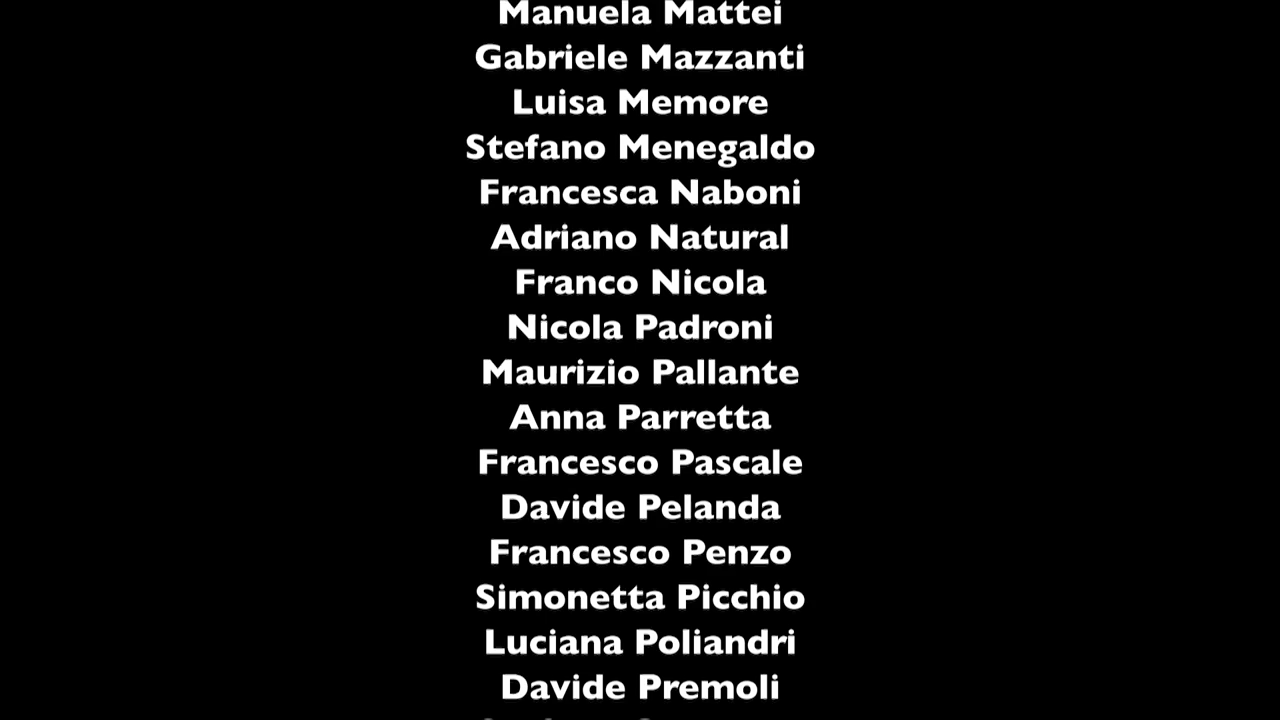 Manuela Mattei
Gabriele Mazzanti
Luisa Memore
Stefano Menegaldo
Francesca Naboni
Adriano Natural
Franco Nicola
Nicola Padroni
Maurizio Pallante
Anna Parretta
Francesco Pascale
Davide Pelanda
Francesco Penzo
Simonetta Picchio
Luciana Poliandri
Davide Premoli